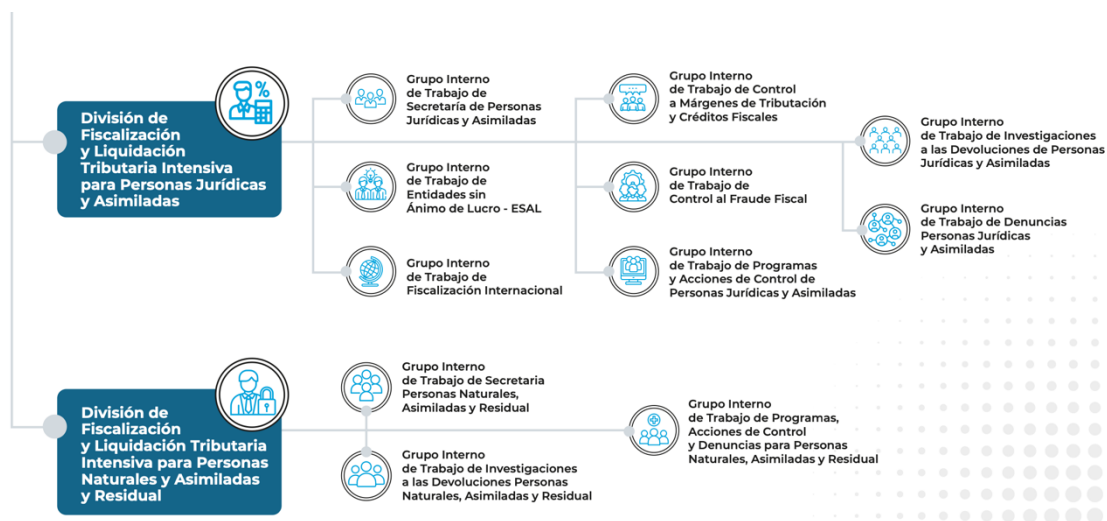 División de
Fiscalización
y Liquidación
Tributaria Intensiva
para Personas Jurídicas
y Asimiladas
Grupo Interno
de Trabajo de
Secretaría de Personas
Jurídicas y Asimiladas
Grupo Interno
de Trabajo de
Entidades sin
Ánimo de Lucro - ESAL
Grupo Interno
de Trabajo de
Fiscalización Internacional
Grupo Interno
de Trabajo de Control
a Márgenes de Tributación
y Créditos Fiscales
Grupo Interno
de Trabajo de
Control al Fraude Fiscal
Grupo Interno
de Trabajo de Programas
y Acciones de Control de
Personas Jurídicas y Asimiladas
Grupo Interno
de Trabajo de Investigaciones
a las Devoluciones de Personas
Jurídicas y Asimiladas
Grupo Interno
de Trabajo de Denuncias
Personas Jurídicas
y Asimiladas
División de
Fiscalización
y Liquidación Tributaria
Intensiva para Personas
Naturales y Asimiladas
y Residual
Grupo Interno
de Trabajo de Secretaria
Personas Naturales,
Asimiladas y Residual
Grupo Interno
de Trabajo de Investigaciones
a las Devoluciones Personas
Naturales, Asimiladas y Residual
Grupo Interno
de Trabajo de Programas,
Acciones de Control
y Denuncias para Personas
Naturales, Asimiladas y Residual